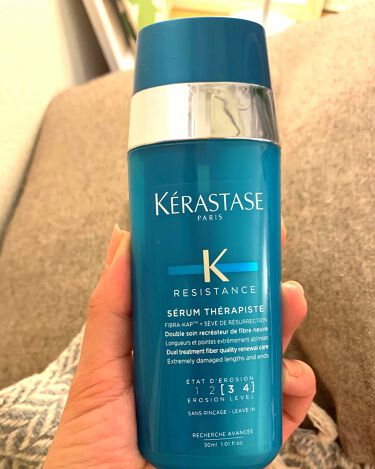 KÉRASTASE
PARIS
K
RESISTANCE
SÉRUM THÉRAPISTE
FIBRA-KAP™ + SÈVE DE RÉSURRECTION
Double soin recréateur de fibre neuve
Longueurs et pointes extrêmement abîmées
Dual treatment fiber quality renewal care
Extremely damaged lengths and ends
ÉTAT D'ÉROSION
1 2 [3 4]
EROSION LEVEL
SANS RINÇAGE · LEAVE IN
RECHERCHE AVANCÉE
30ml 1.01 fl.oz